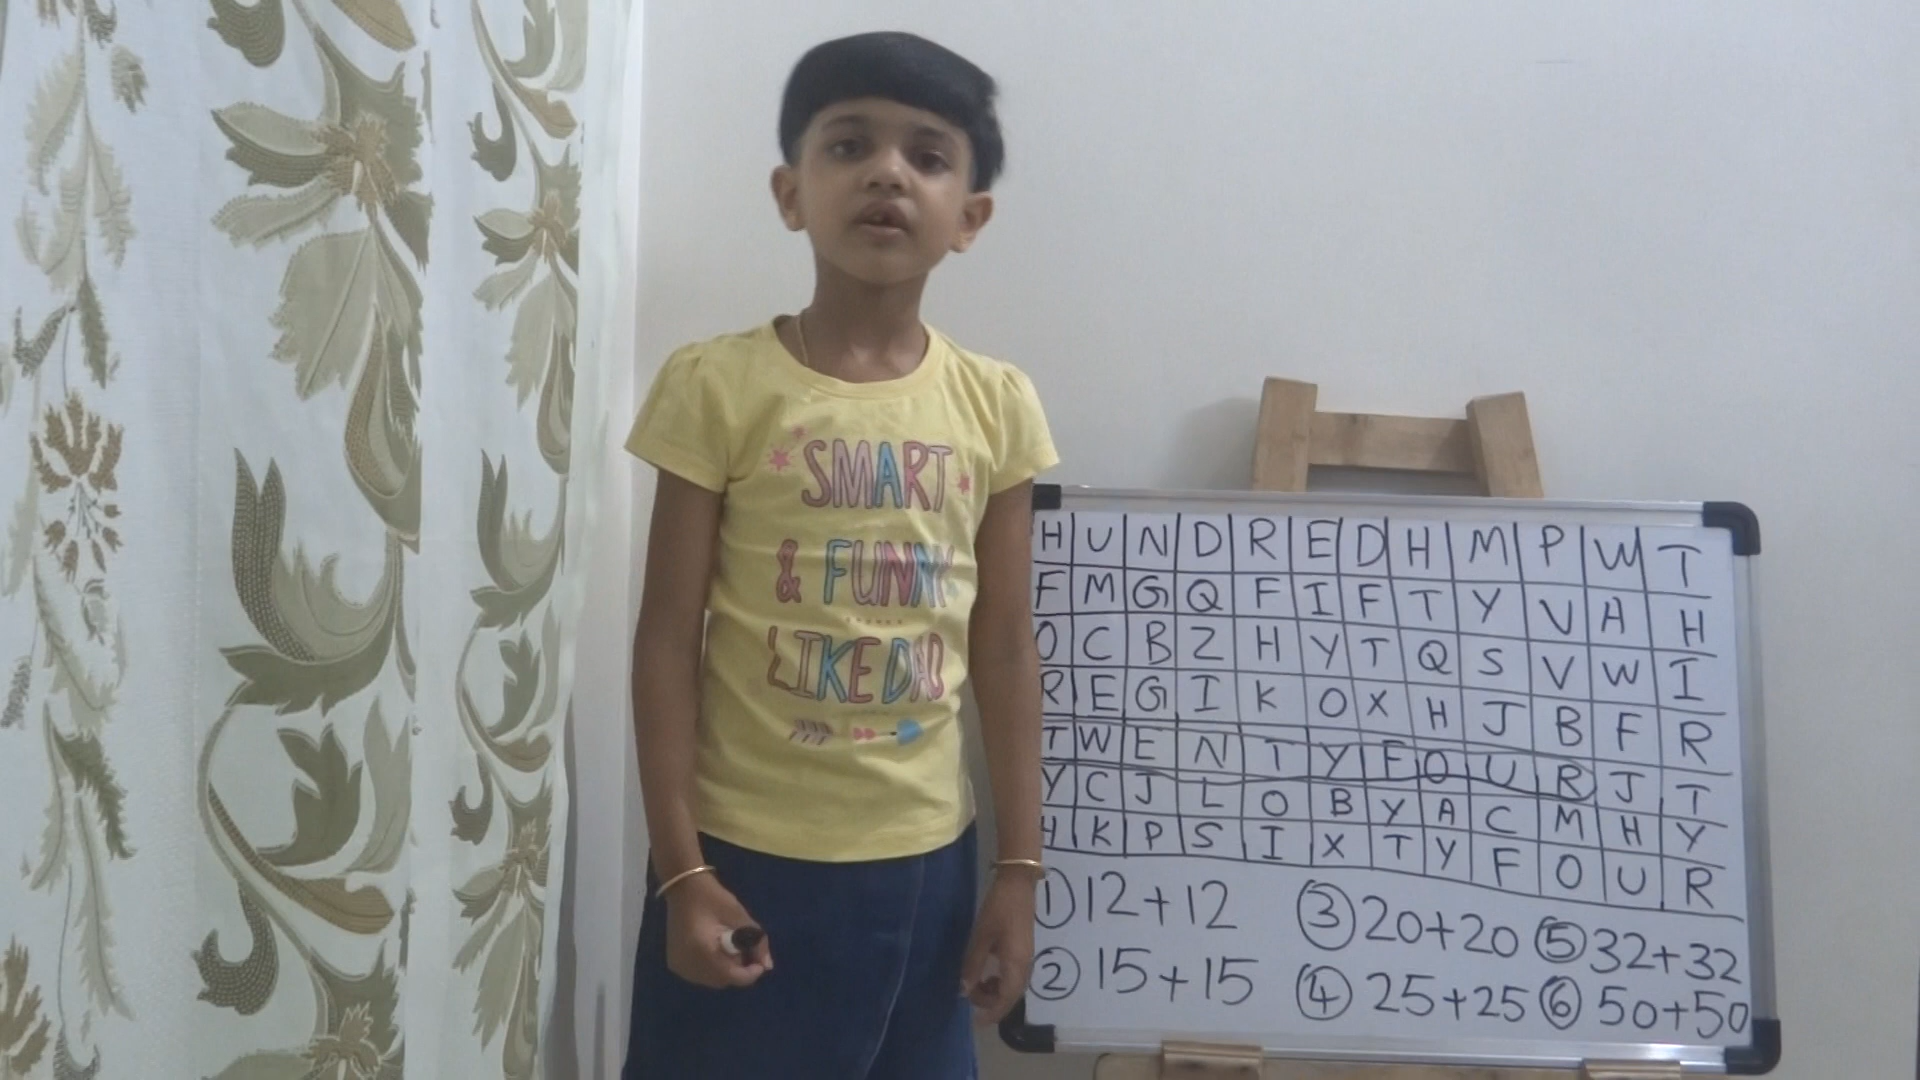 SMART
& FUNNY
LIKE DAD
H U N D R E D H M P W T
F M G Q F I F T Y V A H
O C B Z H Y T Q S V W I
R E G I K O X H J B F R
T W E N T Y F O U R J T
Y C J L O B Y A C M H Y
H K P S I X T Y F O U R
① 12+12 ③ 20+20 ⑤ 32+32
② 15+15 ④ 25+25 ⑥ 50+50